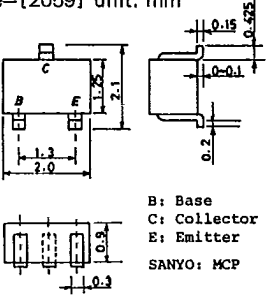 [2059] unit: mm
C
B
E
1.25
2.1
1.3
2.0
0.15
0.425
0~0.1
0.2
0.9
0.3
B: Base
C: Collector
E: Emitter
SANYO: MCP